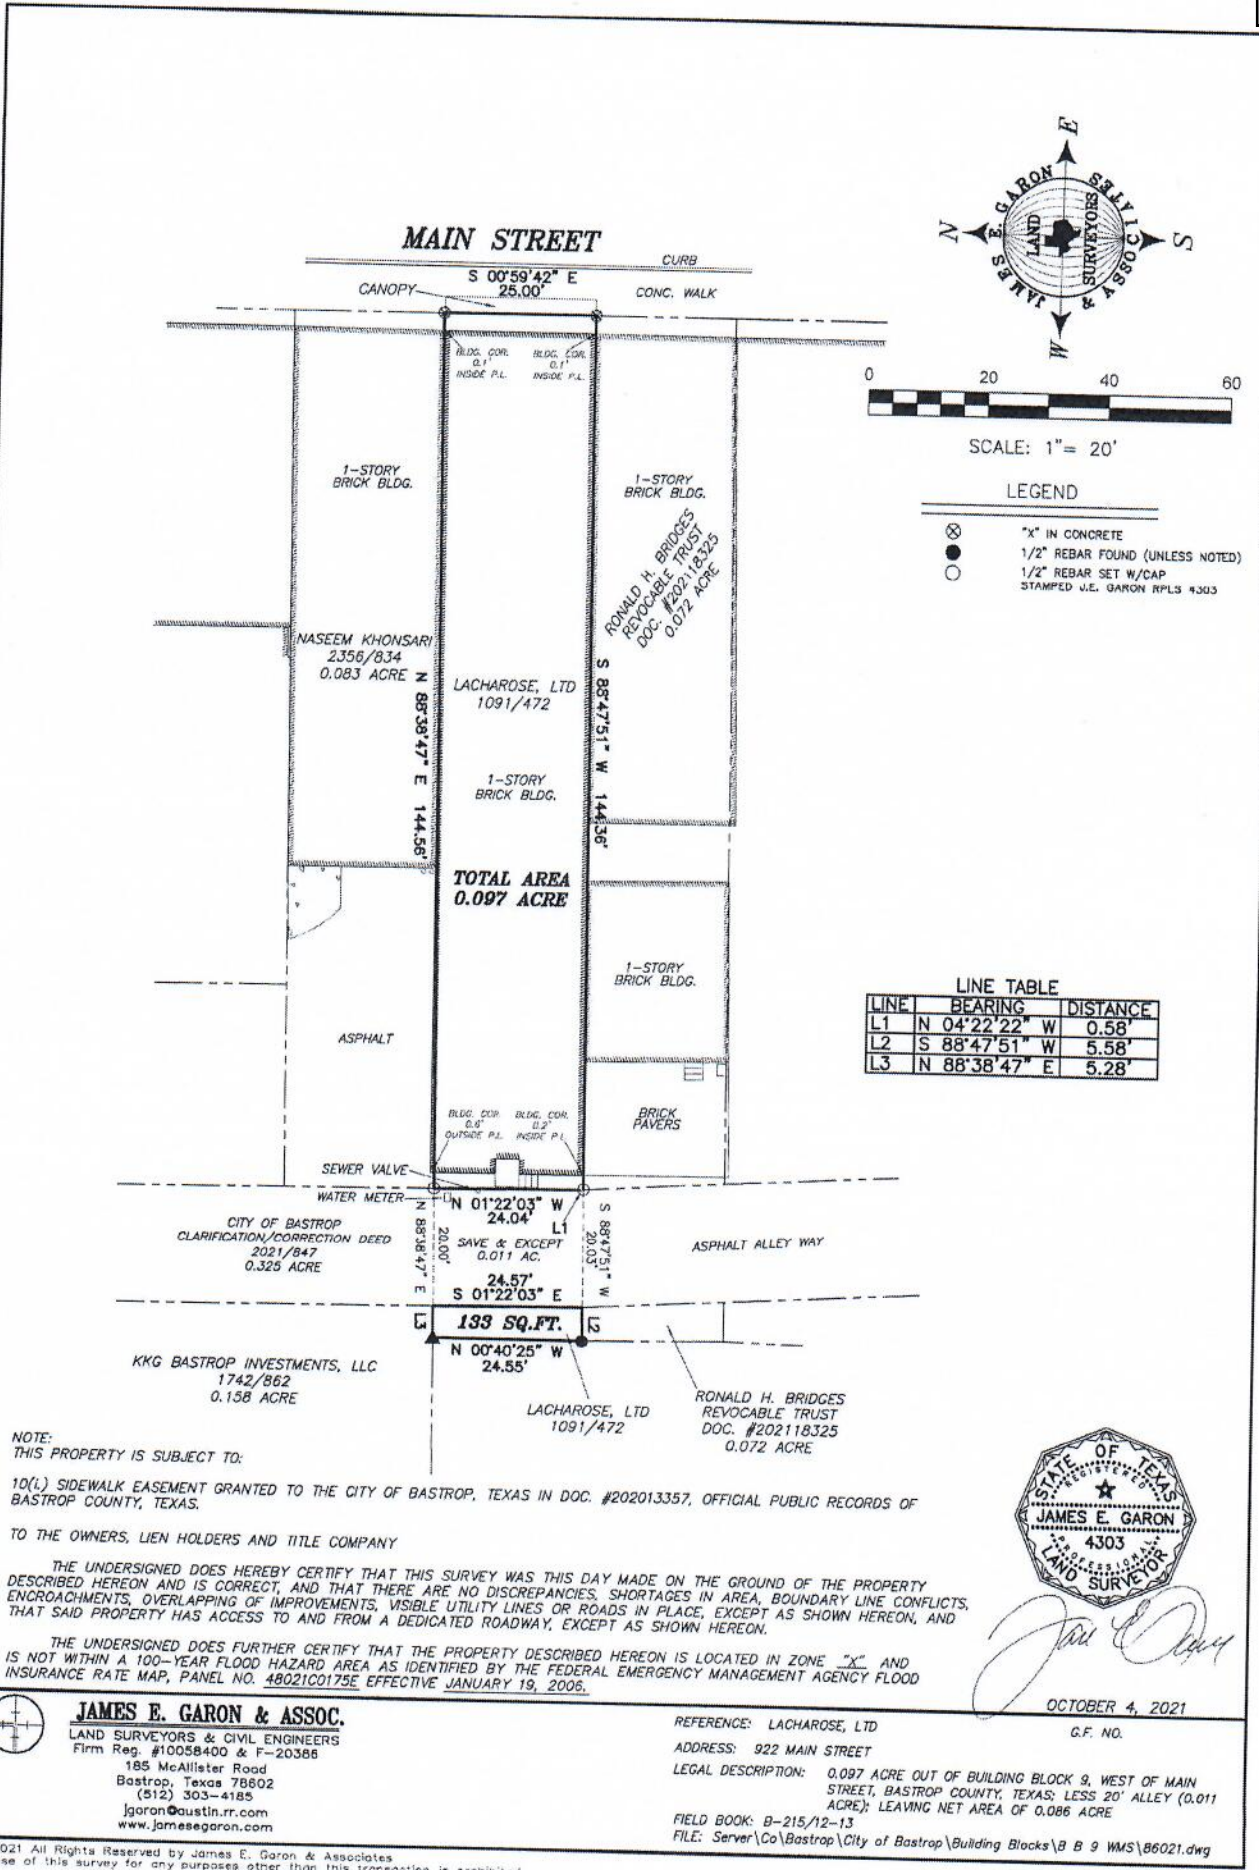 MAIN STREET
CURB
S 00°59'42" E
25.00'
CANOPY
CONC. WALK
BLDG. COR.
0.1'
INSIDE P.L.
BLDG. COR.
0.1'
INSIDE P.L.
N
E
S
W
JAMES E. GARON & ASSOCIATES
LAND SURVEYORS
0 20 40 60
SCALE: 1"= 20'
LEGEND
"X" IN CONCRETE
1/2" REBAR FOUND (UNLESS NOTED)
1/2" REBAR SET W/CAP
STAMPED J.E. GARON RPLS 4303
1-STORY
BRICK BLDG.
1-STORY
BRICK BLDG.
RONALD H. BRIDGES
REVOCABLE TRUST
DOC. #202118325
0.072 ACRE
NASEEM KHONSARI
2356/834
0.083 ACRE
N 88°38'47" E 144.56'
LACHAROSE, LTD
1091/472
S 88°47'51" W 144.36'
1-STORY
BRICK BLDG.
TOTAL AREA
0.097 ACRE
1-STORY
BRICK BLDG.
ASPHALT
LINE TABLE
LINE BEARING DISTANCE
L1 N 04°22'22" W 0.58'
L2 S 88°47'51" W 5.58'
L3 N 88°38'47" E 5.28'
BLDG. COR.
0.6'
OUTSIDE P.L.
BLDG. COR.
0.2'
INSIDE P.L.
BRICK
PAVERS
SEWER VALVE
WATER METER
N 01°22'03" W
24.04'
L1
CITY OF BASTROP
CLARIFICATION/CORRECTION DEED
2021/847
0.325 ACRE
N 88°38'47" E
20.00'
SAVE & EXCEPT
0.011 AC.
S 88°47'51" W
20.03'
ASPHALT ALLEY WAY
24.57'
S 01°22'03" E
L3
133 SQ.FT.
L2
N 00°40'25" W
24.55'
KKG BASTROP INVESTMENTS, LLC
1742/862
0.158 ACRE
LACHAROSE, LTD
1091/472
RONALD H. BRIDGES
REVOCABLE TRUST
DOC. #202118325
0.072 ACRE
NOTE:
THIS PROPERTY IS SUBJECT TO:
10(i.) SIDEWALK EASEMENT GRANTED TO THE CITY OF BASTROP, TEXAS IN DOC. #202013357, OFFICIAL PUBLIC RECORDS OF
BASTROP COUNTY, TEXAS.
TO THE OWNERS, LIEN HOLDERS AND TITLE COMPANY
THE UNDERSIGNED DOES HEREBY CERTIFY THAT THIS SURVEY WAS THIS DAY MADE ON THE GROUND OF THE PROPERTY
DESCRIBED HEREON AND IS CORRECT, AND THAT THERE ARE NO DISCREPANCIES, SHORTAGES IN AREA, BOUNDARY LINE CONFLICTS,
ENCROACHMENTS, OVERLAPPING OF IMPROVEMENTS, VISIBLE UTILITY LINES OR ROADS IN PLACE, EXCEPT AS SHOWN HEREON, AND
THAT SAID PROPERTY HAS ACCESS TO AND FROM A DEDICATED ROADWAY, EXCEPT AS SHOWN HEREON.
THE UNDERSIGNED DOES FURTHER CERTIFY THAT THE PROPERTY DESCRIBED HEREON IS LOCATED IN ZONE "X" AND
IS NOT WITHIN A 100-YEAR FLOOD HAZARD AREA AS IDENTIFIED BY THE FEDERAL EMERGENCY MANAGEMENT AGENCY FLOOD
INSURANCE RATE MAP, PANEL NO. 48021C0175E EFFECTIVE JANUARY 19, 2006.
STATE OF TEXAS
REGISTERED
JAMES E. GARON
4303
PROFESSIONAL
LAND SURVEYOR
OCTOBER 4, 2021
G.F. NO.
JAMES E. GARON & ASSOC.
LAND SURVEYORS & CIVIL ENGINEERS
Firm Reg. #10058400 & F-20386
185 McAllister Road
Bastrop, Texas 78602
(512) 303-4185
jgaron@austin.rr.com
www.jamesegaron.com
REFERENCE: LACHAROSE, LTD
ADDRESS: 922 MAIN STREET
LEGAL DESCRIPTION: 0.097 ACRE OUT OF BUILDING BLOCK 9, WEST OF MAIN
STREET, BASTROP COUNTY, TEXAS; LESS 20' ALLEY (0.011
ACRE); LEAVING NET AREA OF 0.086 ACRE
FIELD BOOK: B-215/12-13
FILE: Server\Co\Bastrop\City of Bastrop\Building Blocks\B B 9 WMS\B6021.dwg
021 All Rights Reserved by James E. Garon & Associates
se of this survey for any purposes other than this transaction is